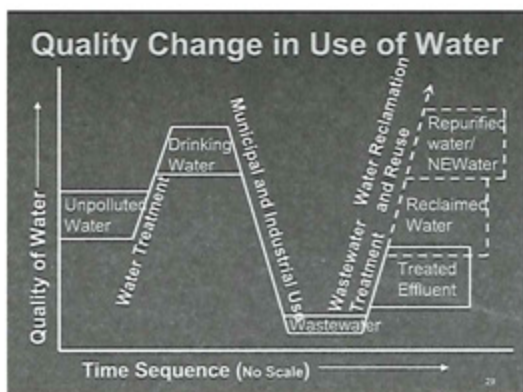 Quality Change in Use of Water
Quality of Water
Unpolluted
Water
Water Treatment
Drinking
Water
Municipal and Industrial Use
Wastewater
Wastewater
Treatment
Water Reclamation
and Reuse
Repurified
water/
NEWater
Reclaimed
Water
Treated
Effluent
Time Sequence (No Scale)
29